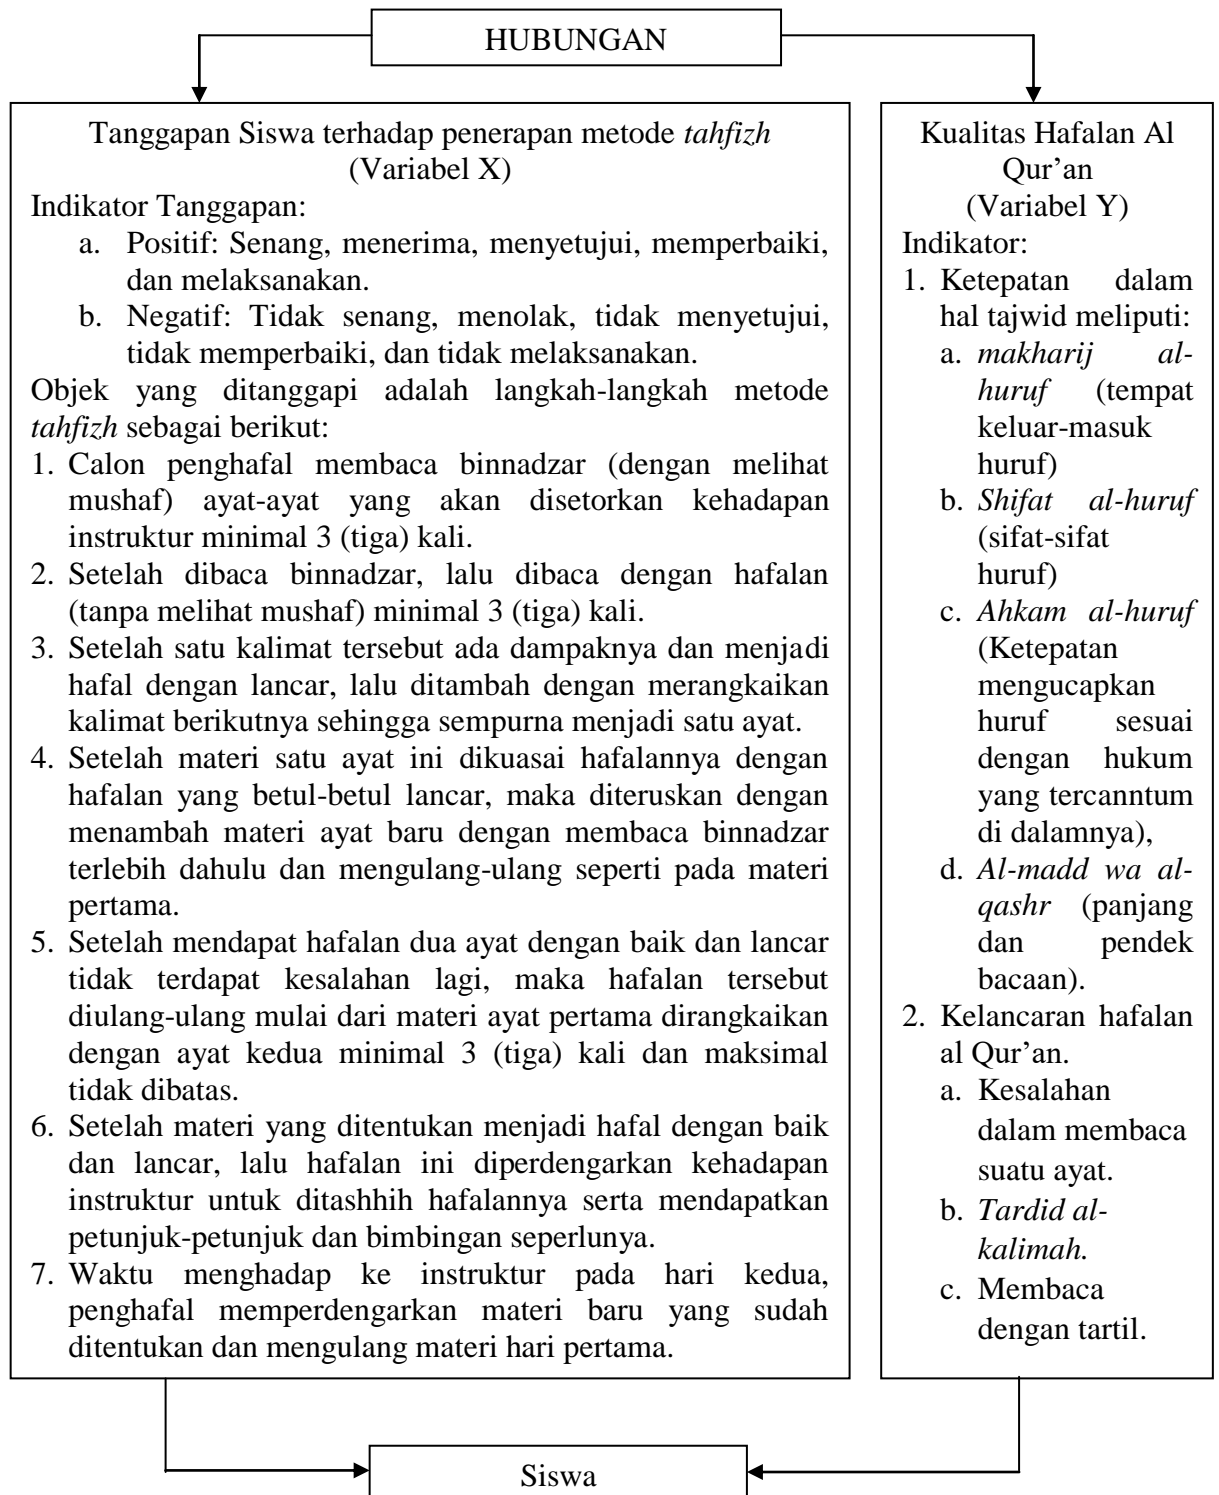 HUBUNGAN
Tanggapan Siswa terhadap penerapan metode tahfizh
(Variabel X)
Indikator Tanggapan:
a. Positif: Senang, menerima, menyetujui, memperbaiki,
dan melaksanakan.
b. Negatif: Tidak senang, menolak, tidak menyetujui,
tidak memperbaiki, dan tidak melaksanakan.
Objek yang ditanggapi adalah langkah-langkah metode
tahfizh sebagai berikut:
1. Calon penghafal membaca binnadzar (dengan melihat
mushaf) ayat-ayat yang akan disetorkan kehadapan
instruktur minimal 3 (tiga) kali.
2. Setelah dibaca binnadzar, lalu dibaca dengan hafalan
(tanpa melihat mushaf) minimal 3 (tiga) kali.
3. Setelah satu kalimat tersebut ada dampaknya dan menjadi
hafal dengan lancar, lalu ditambah dengan merangkaikan
kalimat berikutnya sehingga sempurna menjadi satu ayat.
4. Setelah materi satu ayat ini dikuasai hafalannya dengan
hafalan yang betul-betul lancar, maka diteruskan dengan
menambah materi ayat baru dengan membaca binnadzar
terlebih dahulu dan mengulang-ulang seperti pada materi
pertama.
5. Setelah mendapat hafalan dua ayat dengan baik dan lancar
tidak terdapat kesalahan lagi, maka hafalan tersebut
diulang-ulang mulai dari materi ayat pertama dirangkaikan
dengan ayat kedua minimal 3 (tiga) kali dan maksimal
tidak dibatas.
6. Setelah materi yang ditentukan menjadi hafal dengan baik
dan lancar, lalu hafalan ini diperdengarkan kehadapan
instruktur untuk ditashhih hafalannya serta mendapatkan
petunjuk-petunjuk dan bimbingan seperlunya.
7. Waktu menghadap ke instruktur pada hari kedua,
penghafal memperdengarkan materi baru yang sudah
ditentukan dan mengulang materi hari pertama.
Kualitas Hafalan Al
Qur’an
(Variabel Y)
Indikator:
1. Ketepatan dalam
hal tajwid meliputi:
a. makharij al-
huruf (tempat
keluar-masuk
huruf)
b. Shifat al-huruf
(sifat-sifat
huruf)
c. Ahkam al-huruf
(Ketepatan
mengucapkan
huruf sesuai
dengan hukum
yang tercanntum
di dalamnya),
d. Al-madd wa al-
qashr (panjang
dan pendek
bacaan).
2. Kelancaran hafalan
al Qur’an.
a. Kesalahan
dalam membaca
suatu ayat.
b. Tardid al-
kalimah.
c. Membaca
dengan tartil.
Siswa